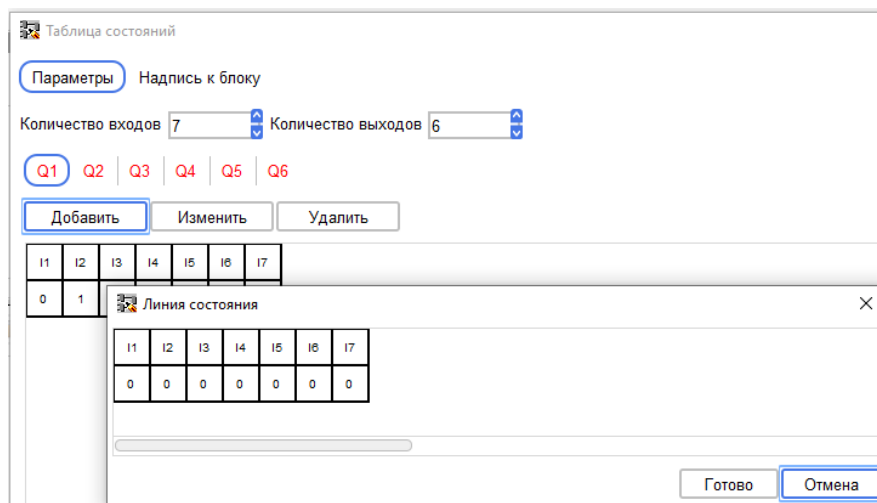 Таблица состояний
Параметры Надпись к блоку
Количество входов 7 Количество выходов 6
Q1 Q2 Q3 Q4 Q5 Q6
Добавить Изменить Удалить
I1 I2 I3 I4 I5 I6 I7
0 1
Линия состояния
I1 I2 I3 I4 I5 I6 I7
0 0 0 0 0 0 0
Готово Отмена